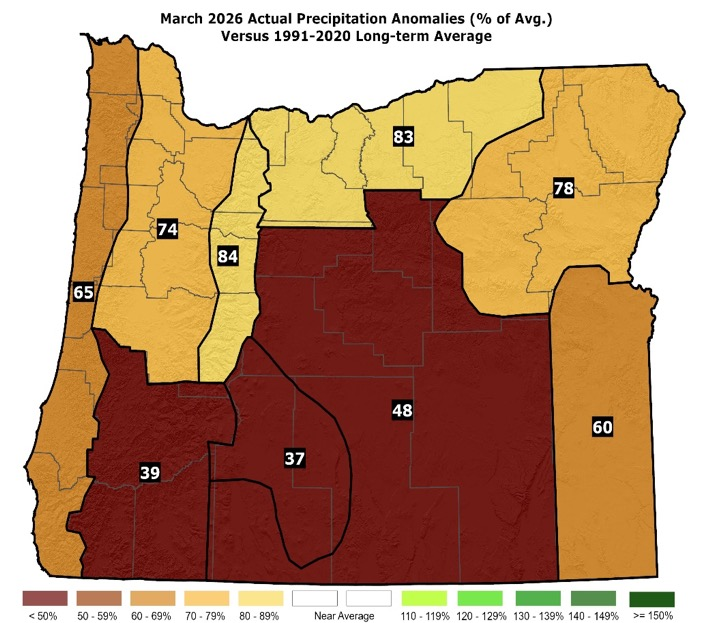 March 2026 Actual Precipitation Anomalies (% of Avg.)
Versus 1991-2020 Long-term Average
83
78
74
84
65
48
60
37
39
< 50%
50 - 59%
60 - 69%
70 - 79%
80 - 89%
Near Average
110 - 119%
120 - 129%
130 - 139%
140 - 149%
>= 150%